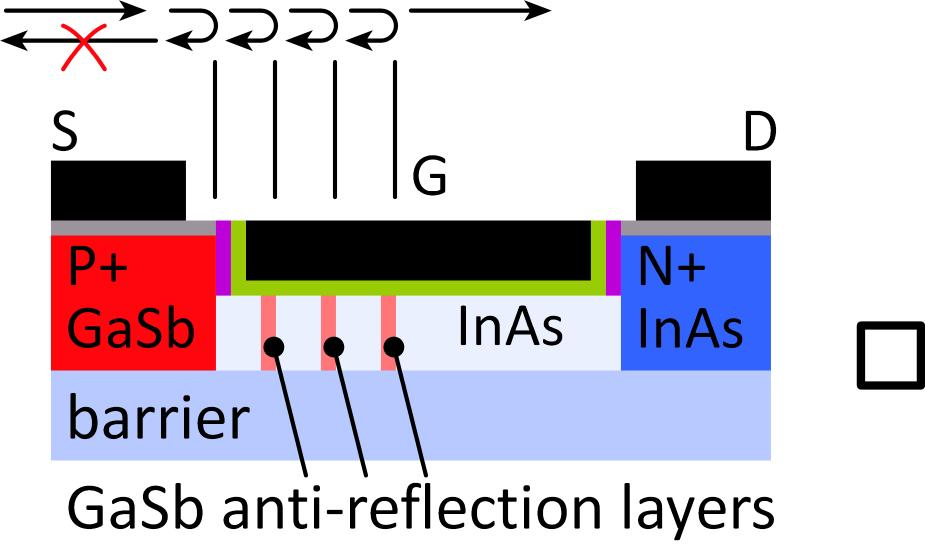 S
D
G
P+
GaSb
InAs
N+
InAs
barrier
GaSb anti-reflection layers